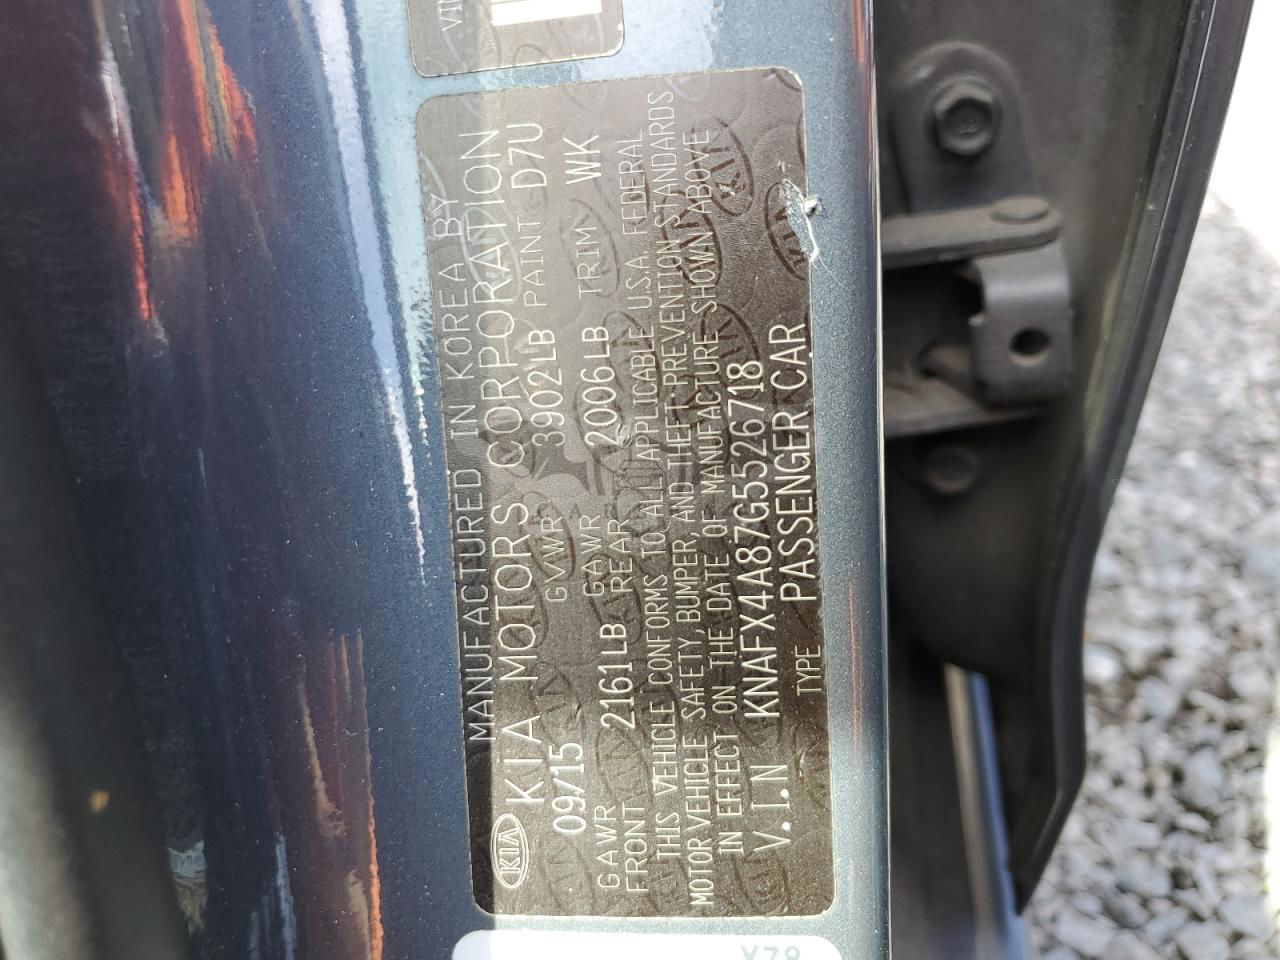 VIN
MANUFACTURED IN KOREA BY
KIA KIA MOTORS CORPORATION
09/15 GVWR 3902LB PAINT D7U
GAWR FRONT 2161LB GAWR REAR 2006LB TRIM WK
THIS VEHICLE CONFORMS TO ALL APPLICABLE U.S.A. FEDERAL
MOTOR VEHICLE SAFETY, BUMPER, AND THEFT PREVENTION STANDARDS
IN EFFECT ON THE DATE OF MANUFACTURE SHOWN ABOVE
V.I.N KNAFX4A87G5526718
TYPE PASSENGER CAR